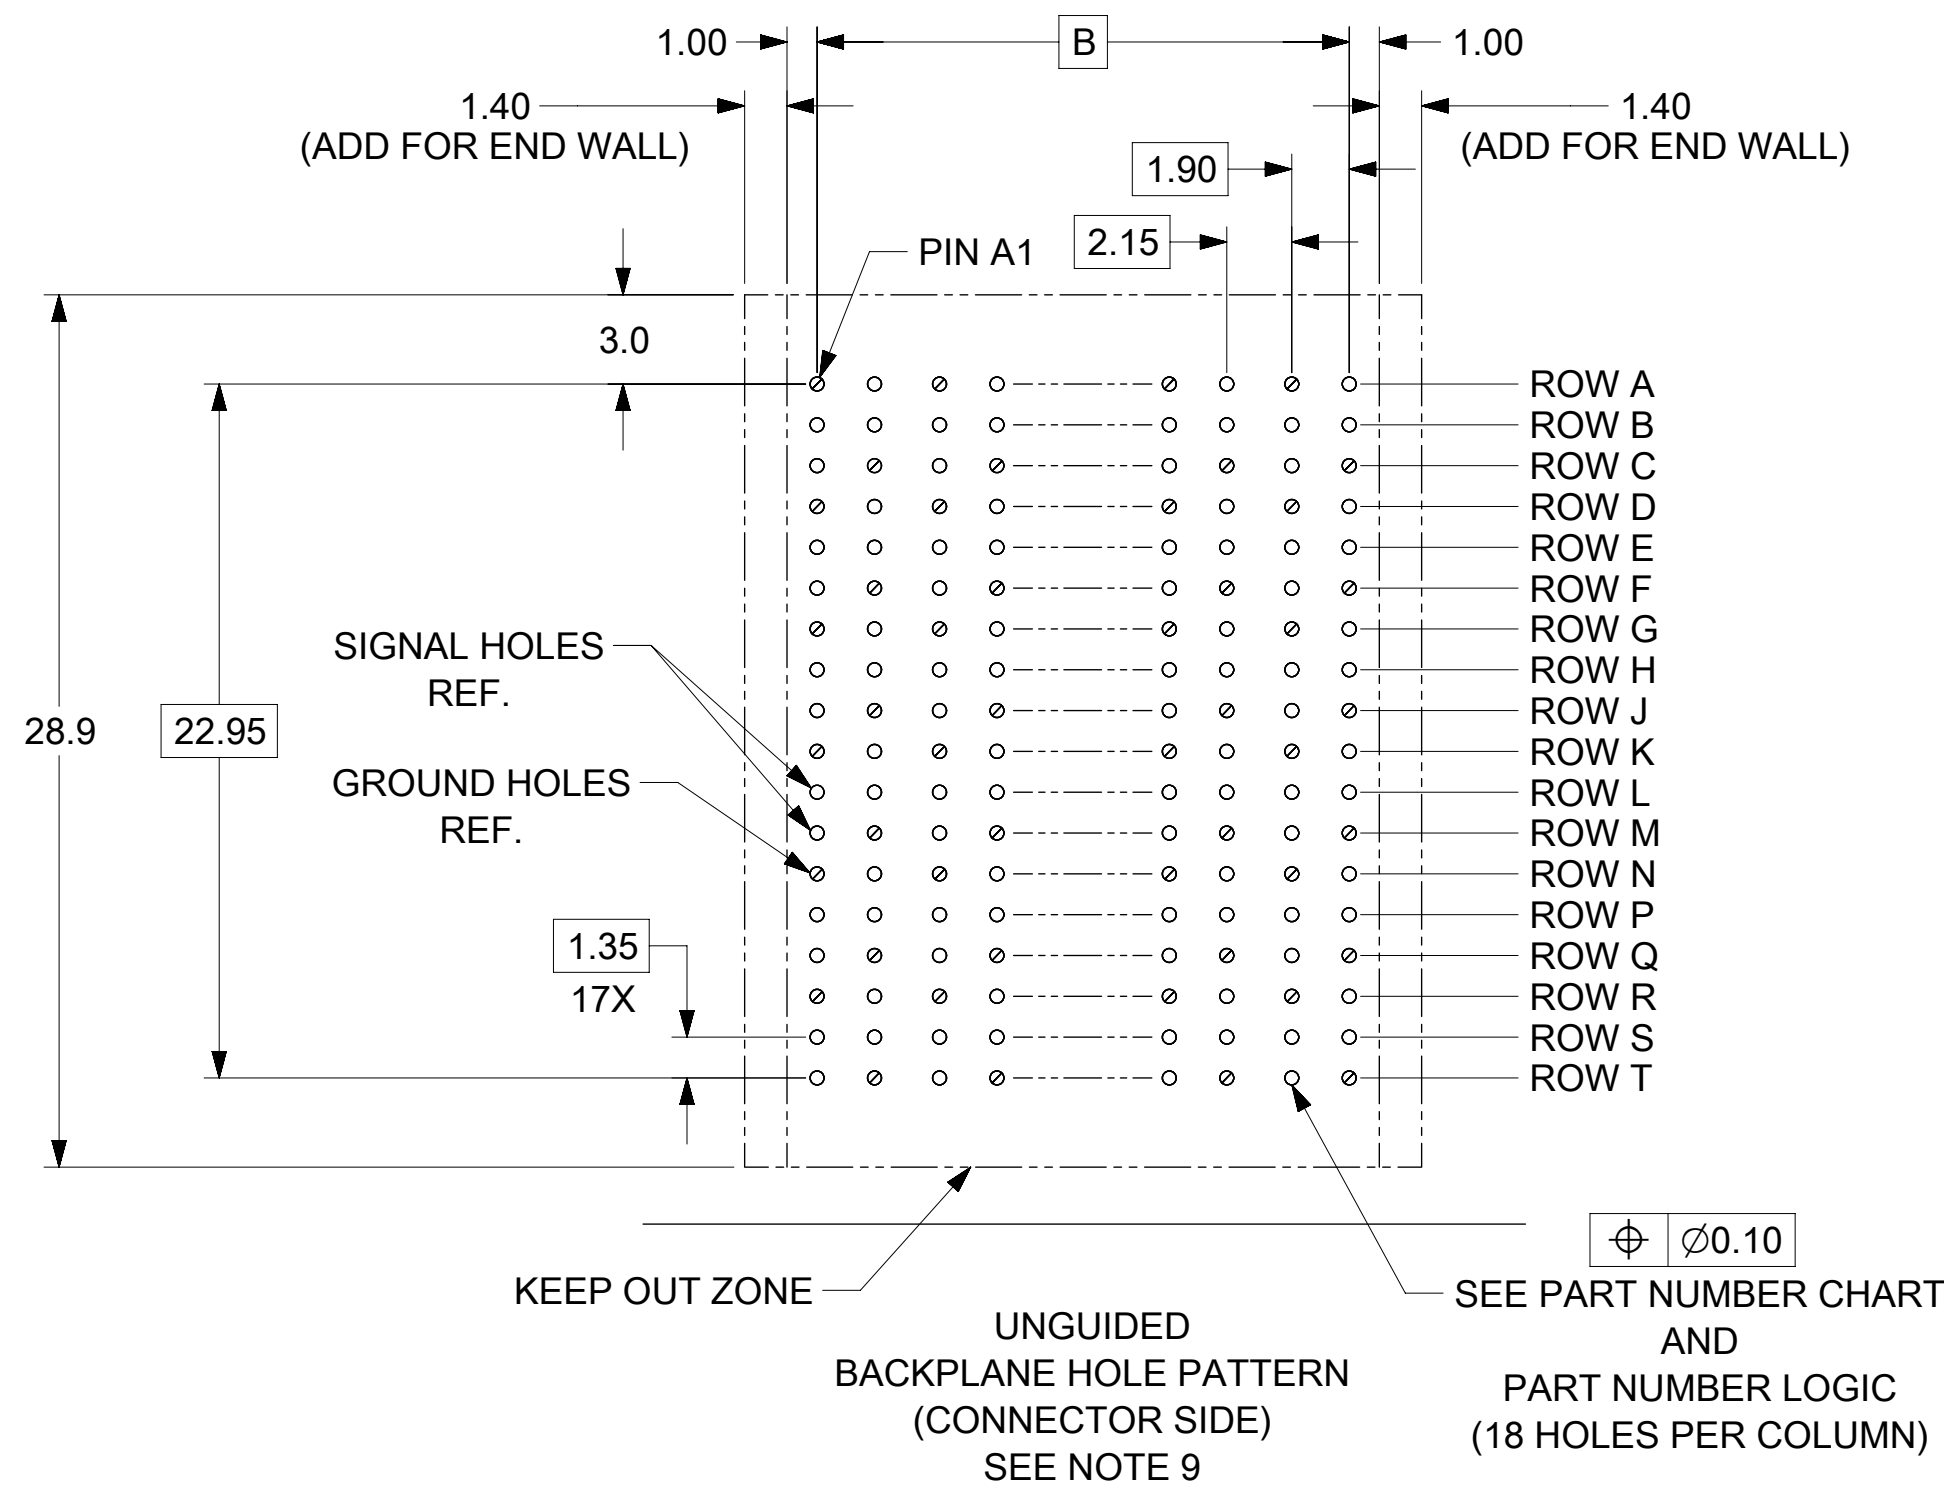 1.00
B
1.00
1.40
(ADD FOR END WALL)
1.40
(ADD FOR END WALL)
1.90
2.15
PIN A1
3.0
28.9
22.95
SIGNAL HOLES
REF.
GROUND HOLES
REF.
1.35
17X
ROW A
ROW B
ROW C
ROW D
ROW E
ROW F
ROW G
ROW H
ROW J
ROW K
ROW L
ROW M
ROW N
ROW P
ROW Q
ROW R
ROW S
ROW T
KEEP OUT ZONE
UNGUIDED
BACKPLANE HOLE PATTERN
(CONNECTOR SIDE)
SEE NOTE 9
⌖ ∅0.10
SEE PART NUMBER CHART
AND
PART NUMBER LOGIC
(18 HOLES PER COLUMN)